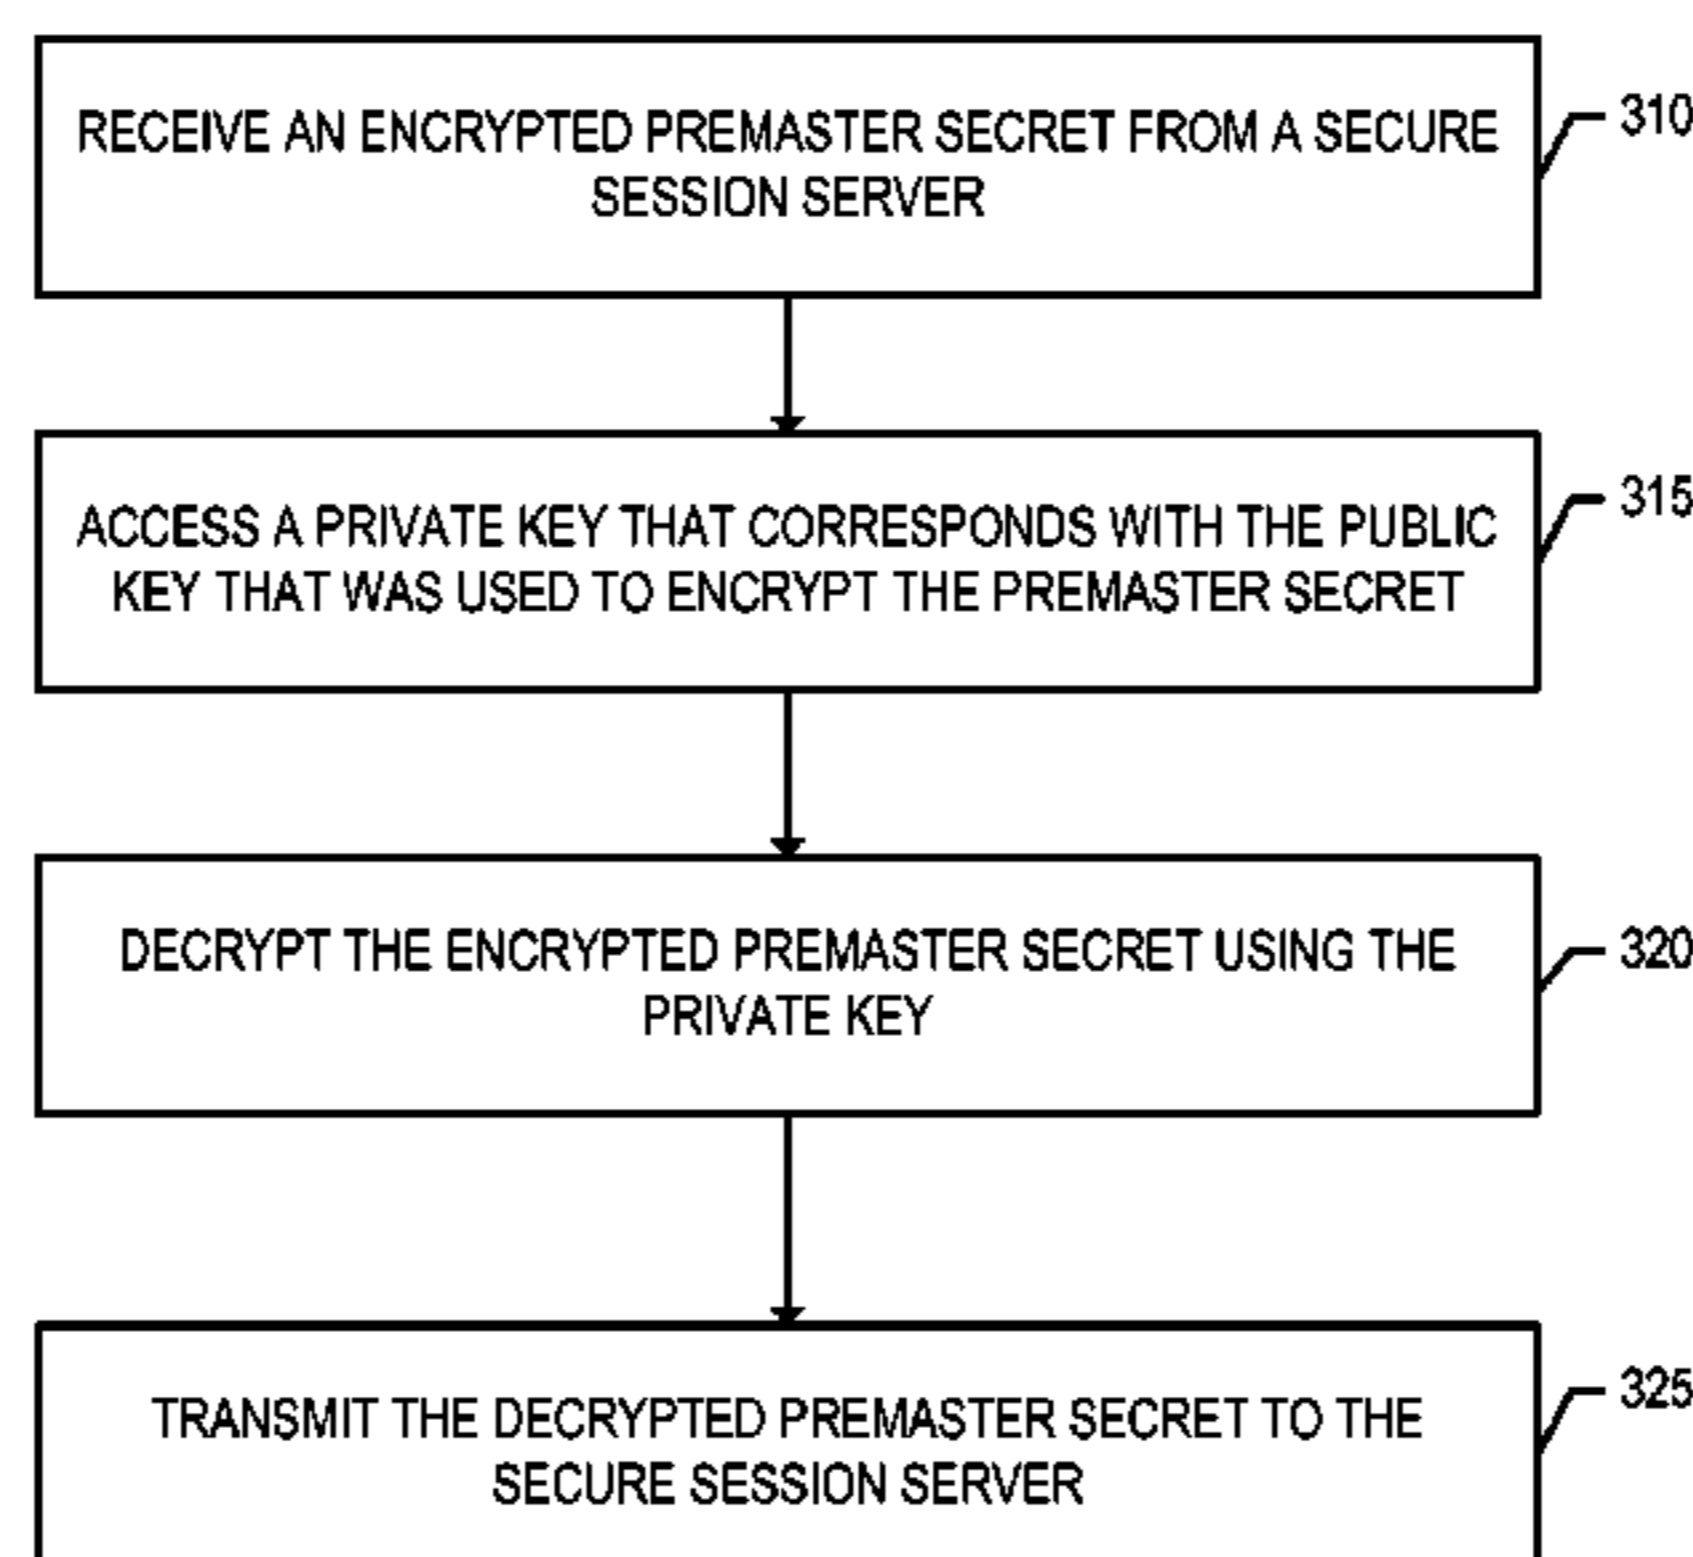 RECEIVE AN ENCRYPTED PREMASTER SECRET FROM A SECURE
SESSION SERVER
310
ACCESS A PRIVATE KEY THAT CORRESPONDS WITH THE PUBLIC
KEY THAT WAS USED TO ENCRYPT THE PREMASTER SECRET
315
DECRYPT THE ENCRYPTED PREMASTER SECRET USING THE
PRIVATE KEY
320
TRANSMIT THE DECRYPTED PREMASTER SECRET TO THE
SECURE SESSION SERVER
325